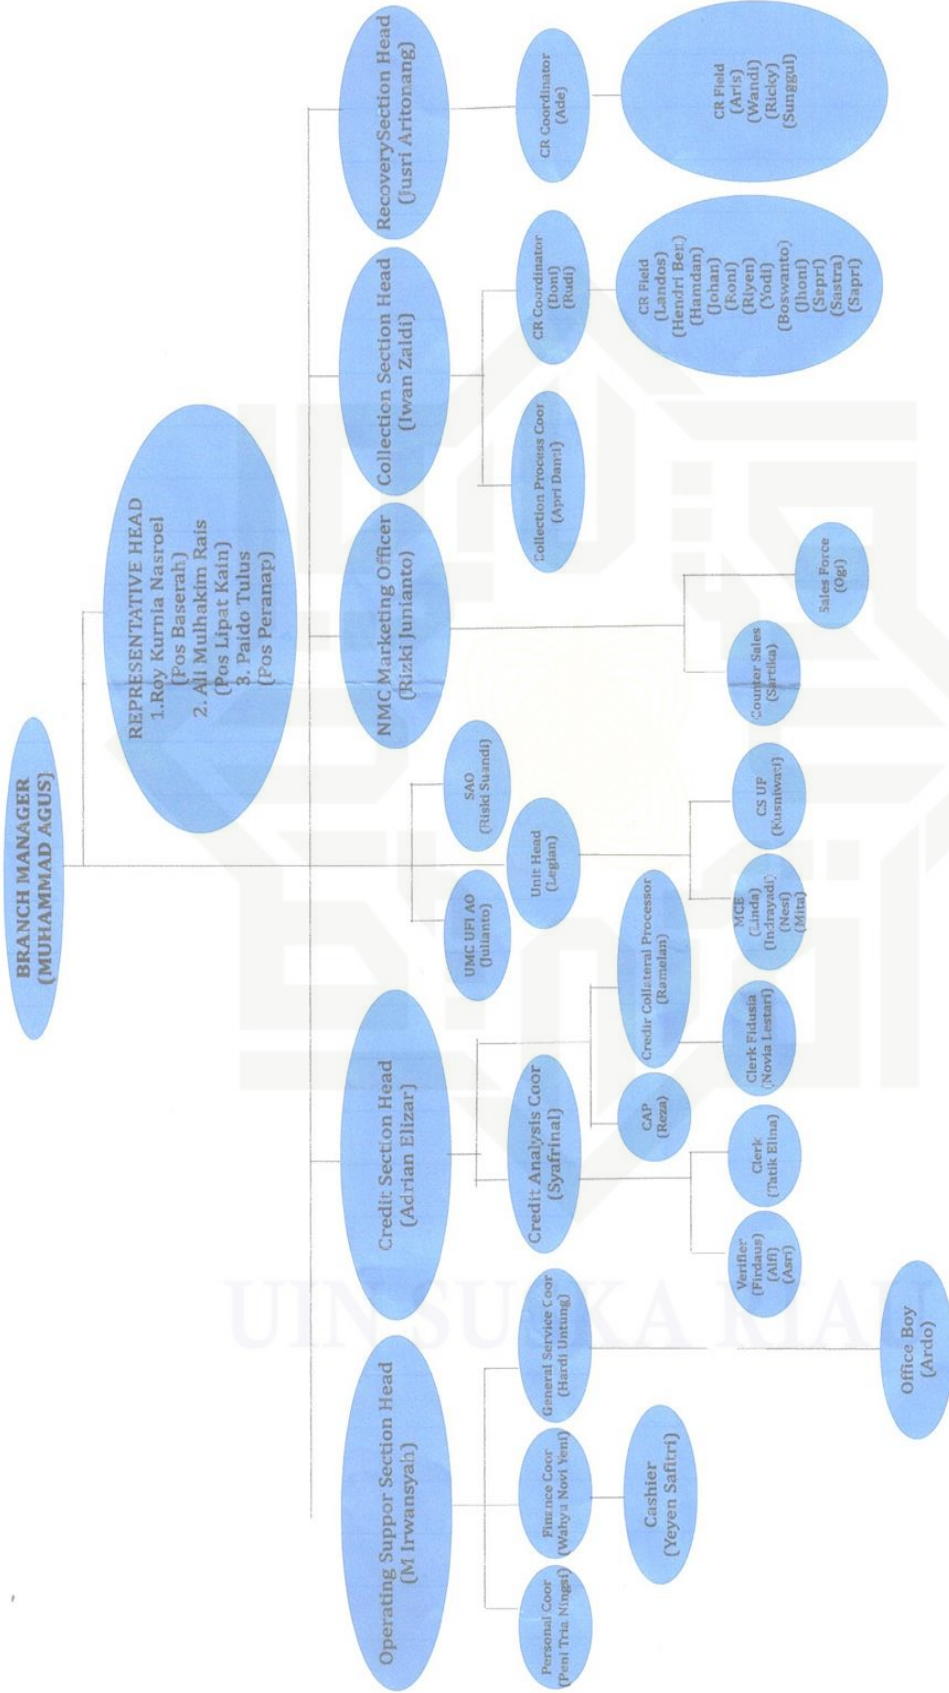 BRANCH MANAGER
(MUHAMMAD AGUS)
REPRESENTATIVE HEAD
1.Roy Kurnia Nasroel
(Pos Baserah)
2. All Mulhakim Rais
(Pos Lipat Kain)
3. Paido Tulus
(Pos Peranap)
Operating Suppor Section Head
(M Irwansyah)
Credit Section Head
(Adrian Elizar)
NMC Marketing Officer
(Rizki Junianto)
Collection Section Head
(Iwan Zaldi)
RecoverySection Head
(Jusri Aritonang)
UMC UFI AO
(Julianto)
SAO
(Riski Suandi)
Personal Coor
(Peni Tria Ningsi)
Finance Coor
(Wahyu Novi Yeni)
General Service Coor
(Hardi Untung)
Credit Analysis Coor
(Syafrinal)
Unit Head
(Legian)
Collection Process Coor
(Apri Danil)
CR Coordinator
(Doni)
(Rudi)
CR Coordinator
(Ade)
Cashier
(Yeyen Safitri)
CAP
(Reza)
Credir Collateral Processor
(Ramelan)
CR Field
(Landos)
(Hendri Ben)
(Hamdan)
(Johan)
(Roni)
(Riyen)
(Yodi)
(Boswanto)
(Jhoni)
(Sepri)
(Sastra)
(Sapri)
CR Field
(Aris)
(Wandi)
(Ricky)
(Sunggul)
Verifier
(Firdaus)
(Alfi)
(Asri)
Clerk
(Tatik Elina)
Clerk Fidusia
(Novia Lestari)
MCE
(Linda)
(Indrayadi)
(Nesi)
(Mita)
CS UF
(Kusniwati)
Counter Sales
(Sartika)
Sales Force
(Ogi)
Office Boy
(Ardo)
UIN SUSKA RIAU